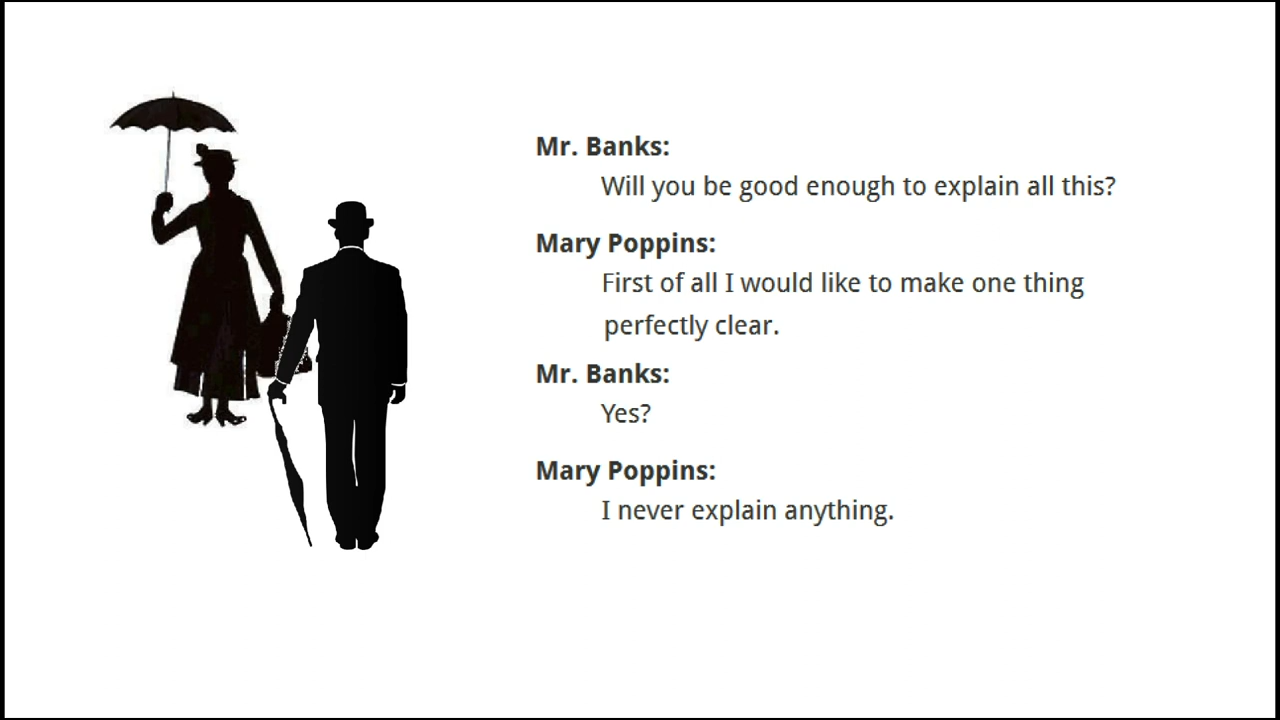 Mr. Banks:
Will you be good enough to explain all this?
Mary Poppins:
First of all I would like to make one thing
perfectly clear.
Mr. Banks:
Yes?
Mary Poppins:
I never explain anything.